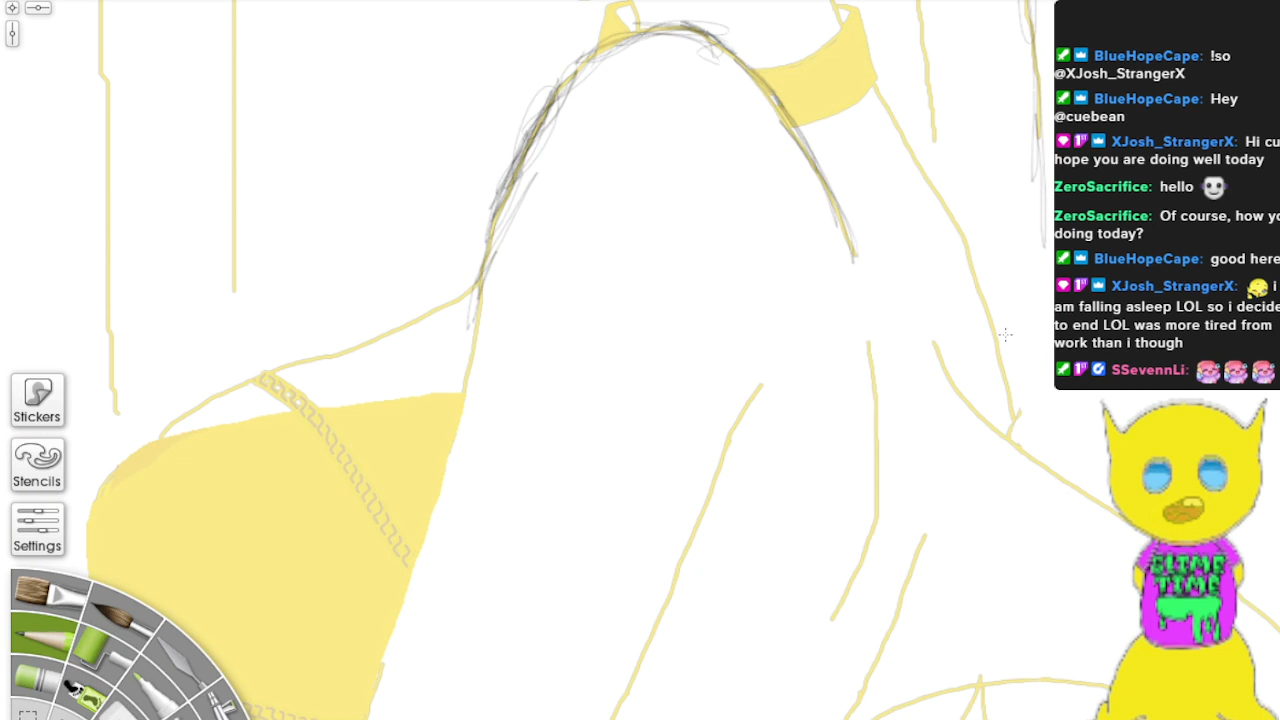 BlueHopeCape: !so
@XJosh_StrangerX
BlueHopeCape: Hey
@cuebean
XJosh_StrangerX: Hi cu
hope you are doing well today
ZeroSacrifice: hello
ZeroSacrifice: Of course, how yo
doing today?
BlueHopeCape: good here
XJosh_StrangerX: i
am falling asleep LOL so i decide
to end LOL was more tired from
work than i though
SSevennLi:
Stickers
Stencils
Settings
SLIME
TIME